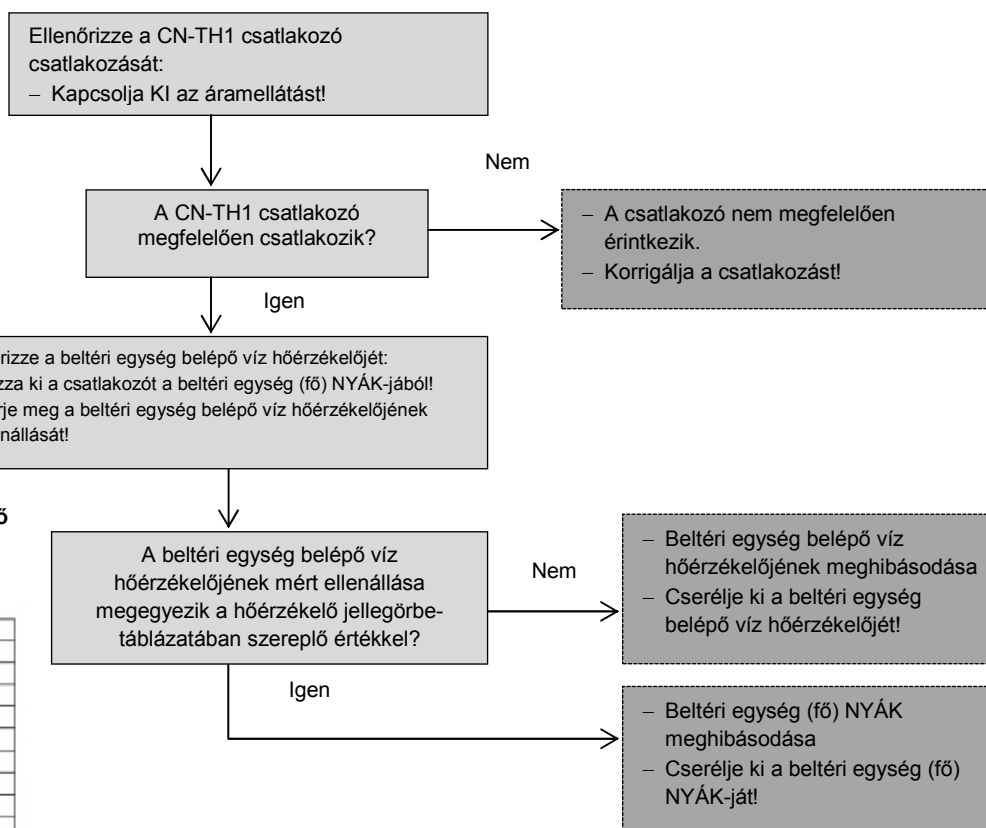 Ellenőrizze a CN-TH1 csatlakozó
csatlakozását:
– Kapcsolja KI az áramellátást!
Nem
A CN-TH1 csatlakozó
megfelelően csatlakozik?
– A csatlakozó nem megfelelően
érintkezik.
– Korrigálja a csatlakozást!
Igen
rizze a beltéri egység belépő víz hőérzékelőjét:
zza ki a csatlakozót a beltéri egység (fő) NYÁK-jából!
rje meg a beltéri egység belépő víz hőérzékelőjének
nállását!
ő
A beltéri egység belépő víz
hőérzékelőjének mért ellenállása
megegyezik a hőérzékelő jellegörbe-
táblázatában szereplő értékkel?
Nem
– Beltéri egység belépő víz
hőérzékelőjének meghibásodása
– Cserélje ki a beltéri egység
belépő víz hőérzékelőjét!
Igen
– Beltéri egység (fő) NYÁK
meghibásodása
– Cserélje ki a beltéri egység (fő)
NYÁK-ját!